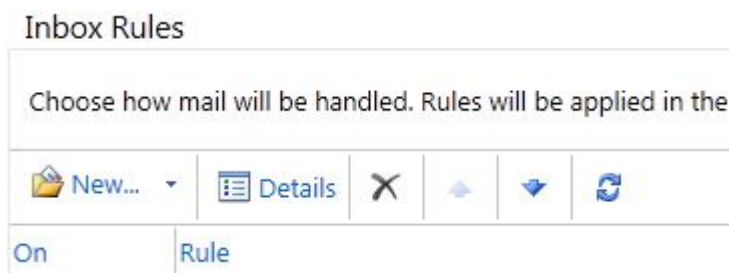 Inbox Rules
Choose how mail will be handled. Rules will be applied in the
New... Details
On Rule